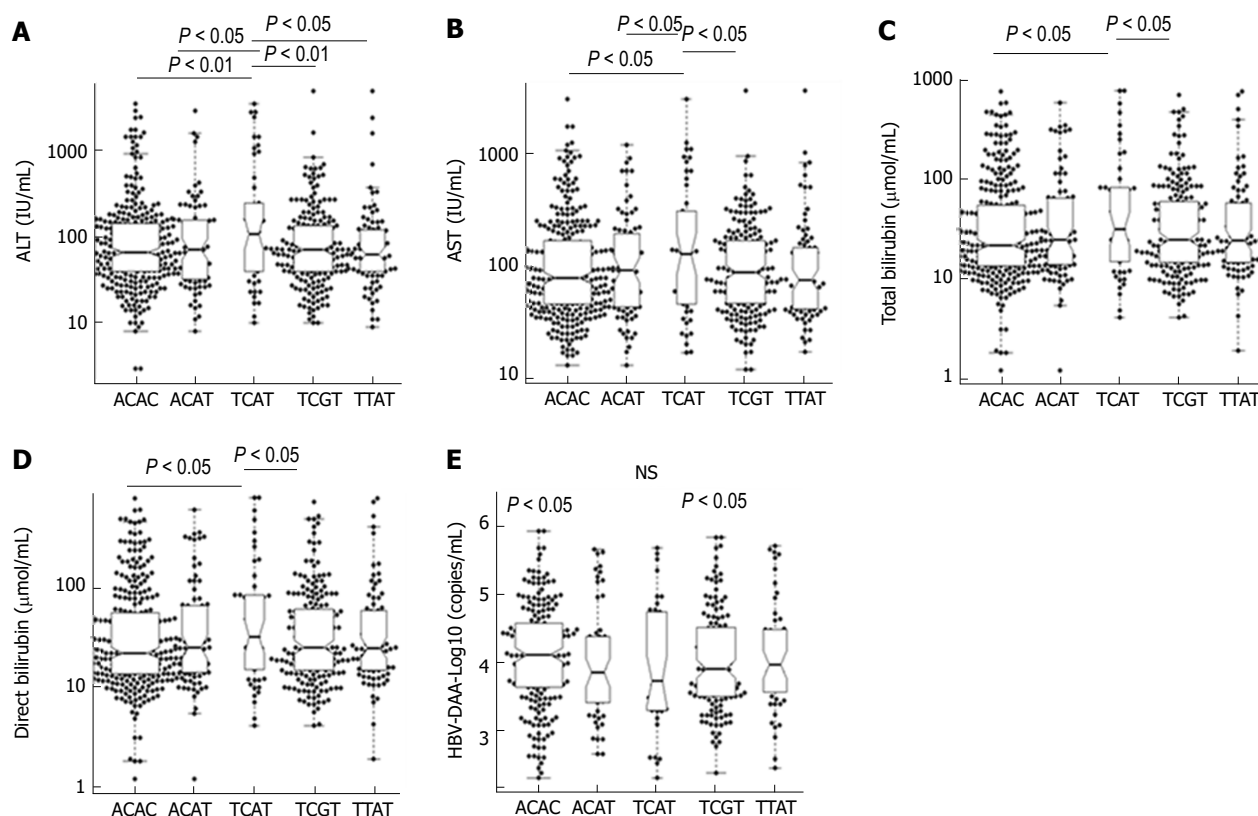 A
P < 0.05
P < 0.05
P < 0.01
P < 0.01
ALT (IU/mL)
1000
100
10
ACAC ACAT TCAT TCGT TTAT
B
P < 0.05
P < 0.05
P < 0.05
AST (IU/mL)
1000
100
10
ACAC ACAT TCAT TCGT TTAT
C
P < 0.05
P < 0.05
Total bilirubin (μmol/mL)
1000
100
10
1
ACAC ACAT TCAT TCGT TTAT
D
P < 0.05
P < 0.05
Direct bilirubin (μmol/mL)
100
10
1
ACAC ACAT TCAT TCGT TTAT
E
NS
P < 0.05
P < 0.05
HBV-DAA-Log10 (copies/mL)
6
5
4
3
ACAC ACAT TCAT TCGT TTAT